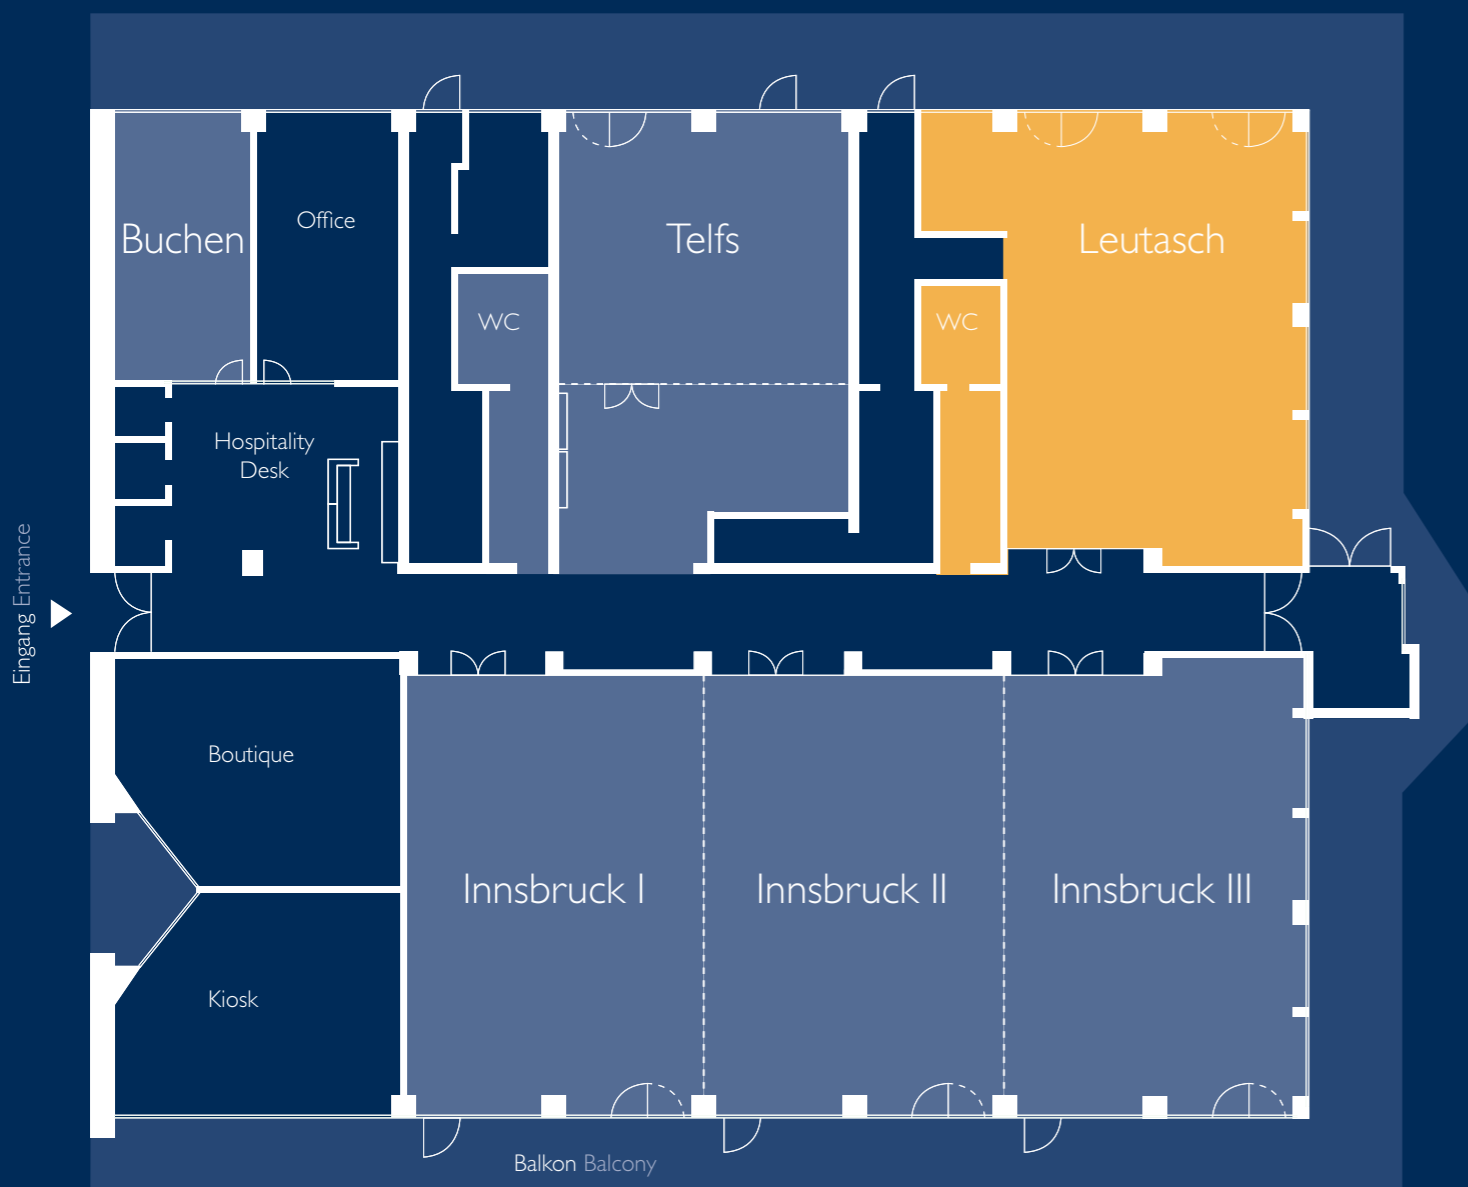 Buchen
Office
Telfs
Leutasch
WC
WC
Hospitality
Desk
Eingang Entrance
Boutique
Innsbruck I
Innsbruck II
Innsbruck III
Kiosk
Balkon Balcony